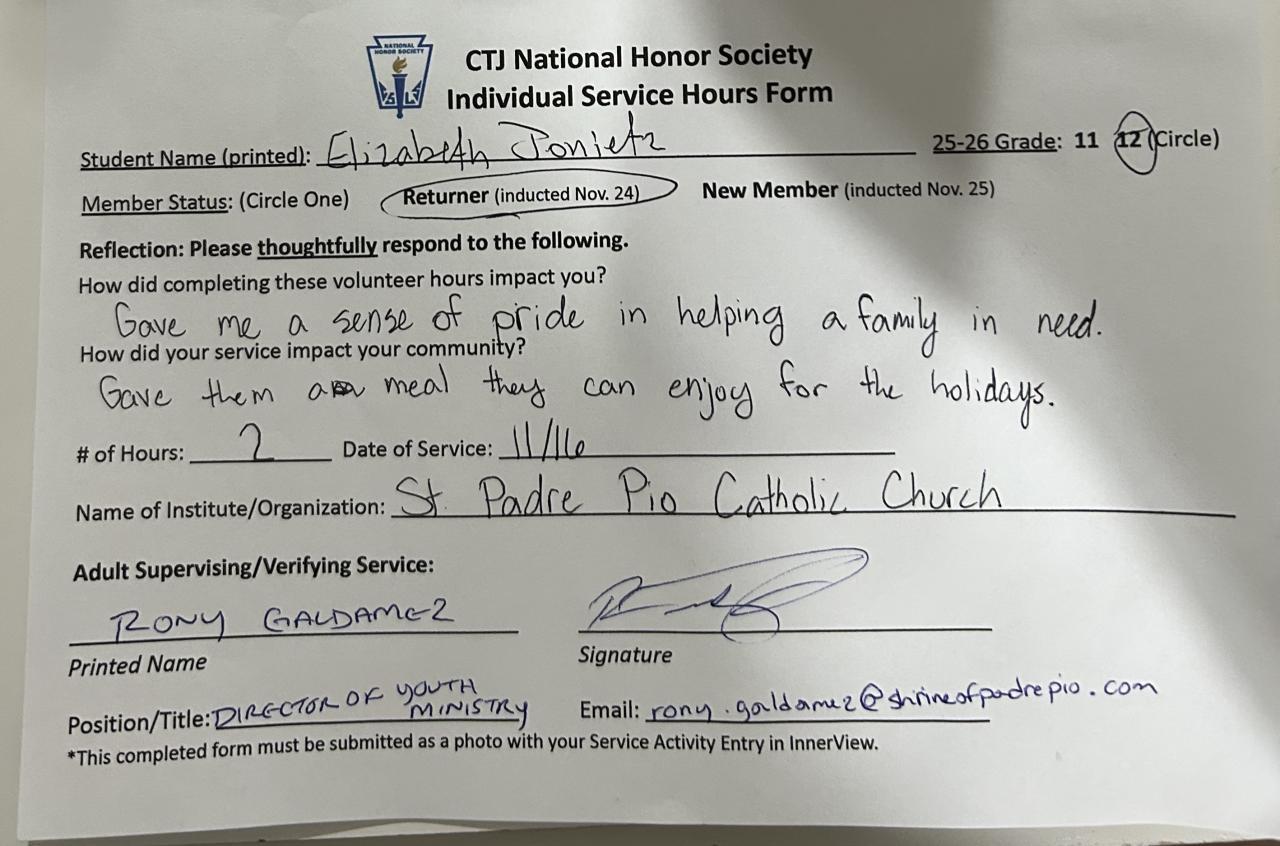 NATIONAL
HONOR SOCIETY
CTJ National Honor Society
Individual Service Hours Form
Student Name (printed): Elizabeth Jonietz 25-26 Grade: 11 12 (Circle)
Member Status: (Circle One) Returner (inducted Nov. 24) New Member (inducted Nov. 25)
Reflection: Please thoughtfully respond to the following.
How did completing these volunteer hours impact you?
Gave me a sense of pride in helping a family in need.
How did your service impact your community?
Gave them a meal they can enjoy for the holidays.
# of Hours: 2 Date of Service: 11/16
Name of Institute/Organization: St. Padre Pio Catholic Church
Adult Supervising/Verifying Service:
RONY GALDAMEZ
Printed Name Signature
Position/Title: DIRECTOR OF YOUTH
MINISTRY Email: rony.galdamez@shrineofpadrepio.com
*This completed form must be submitted as a photo with your Service Activity Entry in InnerView.